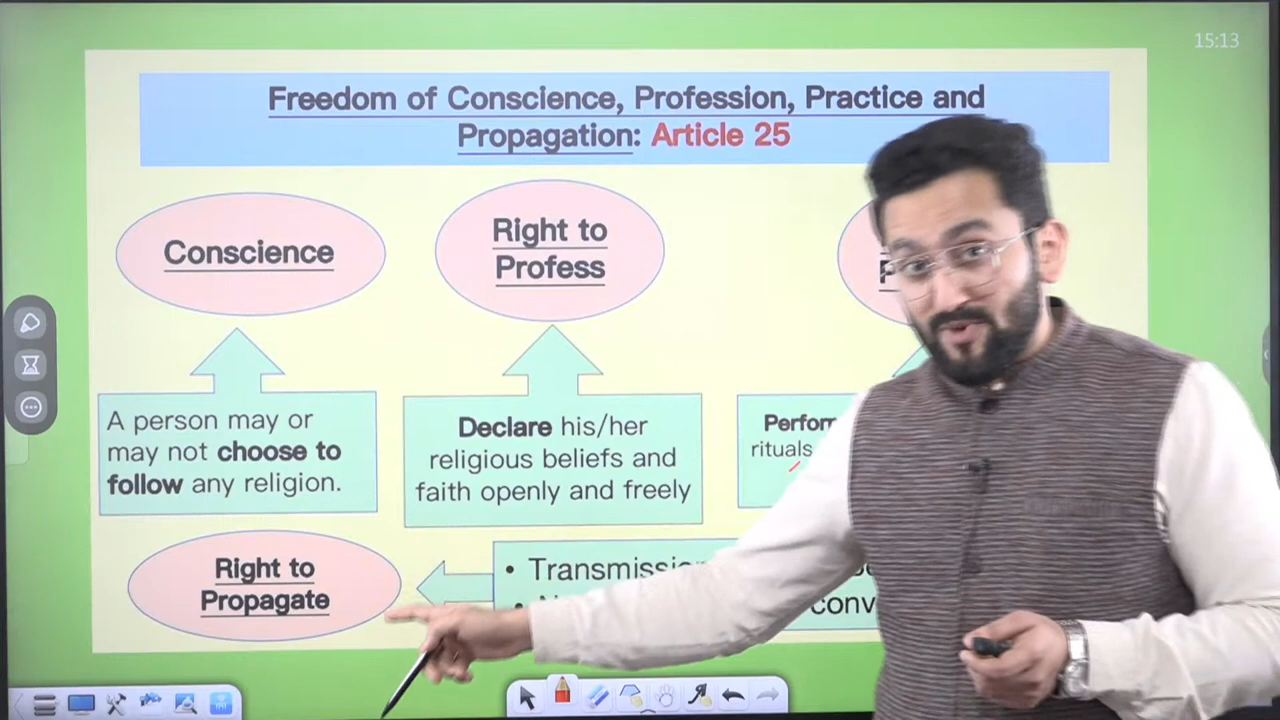 15:13
Freedom of Conscience, Profession, Practice and
Propagation: Article 25
Conscience
Right to
Profess
A person may or
may not choose to
follow any religion.
Declare his/her
religious beliefs and
faith openly and freely
rituals
Right to
Propagate